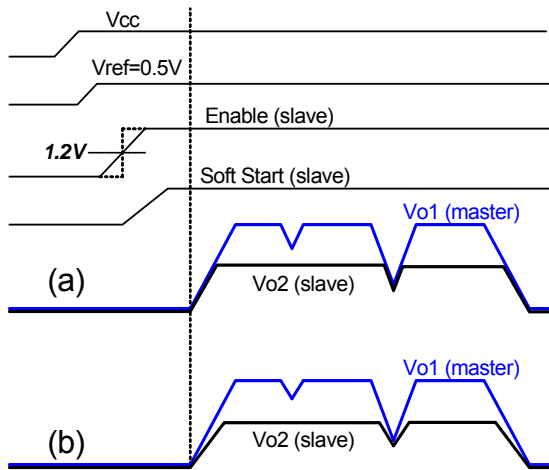 Vcc
Vref=0.5V
Enable (slave)
1.2V
Soft Start (slave)
Vo1 (master)
(a)
Vo2 (slave)
Vo1 (master)
(b)
Vo2 (slave)